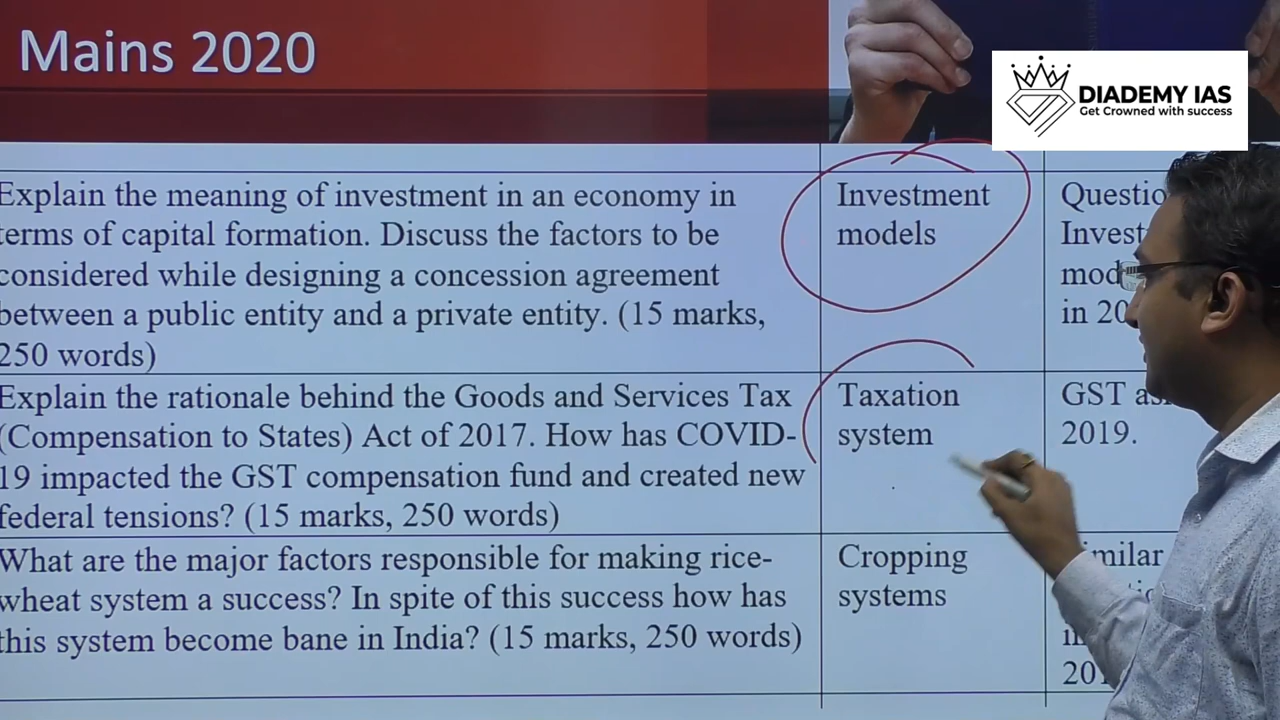 Mains 2020
DIADEMY IAS
Get Crowned with success
Explain the meaning of investment in an economy in
terms of capital formation. Discuss the factors to be
considered while designing a concession agreement
between a public entity and a private entity. (15 marks,
250 words)
Investment
models
in
Explain the rationale behind the Goods and Services Tax
(Compensation to States) Act of 2017. How has COVID-
19 impacted the GST compensation fund and created new
federal tensions? (15 marks, 250 words)
Taxation
system
GST
2019.
What are the major factors responsible for making rice-
wheat system a success? In spite of this success how has
this system become bane in India? (15 marks, 250 words)
Cropping
systems